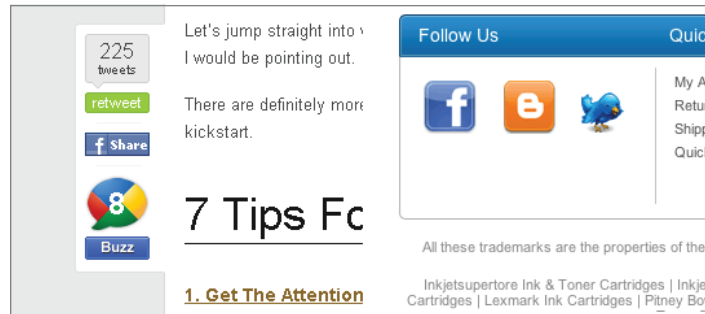 225
tweets
retweet
f Share
8
Buzz
Let's jump straight into
I would be pointing out.
There are definitely more
kickstart.
7 Tips Fo
1. Get The Attention
Follow Us
Quic
My A
Retu
Shipp
Quic
All these trademarks are the properties of the
Inkjetsupertore Ink & Toner Cartridges | Inkje
Cartridges | Lexmark Ink Cartridges | Pitney Bo